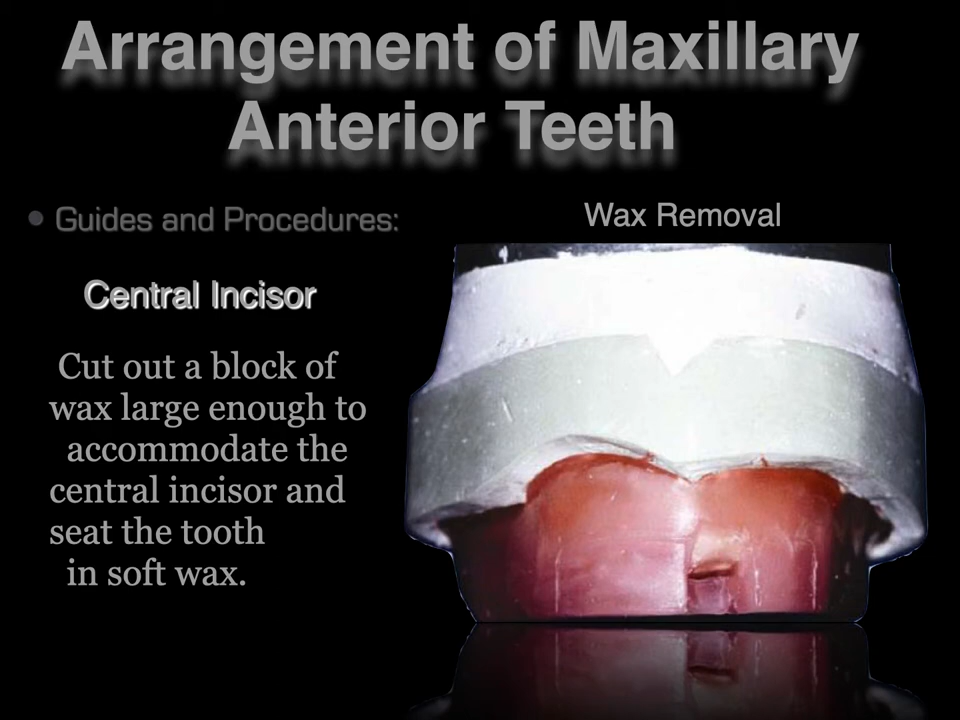 Arrangement of Maxillary
Anterior Teeth
• Guides and Procedures:
Central Incisor
Cut out a block of
wax large enough to
accommodate the
central incisor and
seat the tooth
in soft wax.
Wax Removal